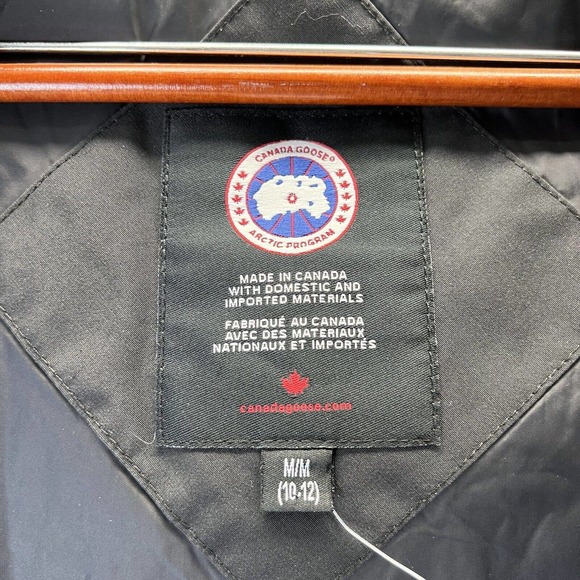 CANADA GOOSE®
ARCTIC PROGRAM
MADE IN CANADA
WITH DOMESTIC AND
IMPORTED MATERIALS
FABRIQUÉ AU CANADA
AVEC DES MATERIAUX
NATIONAUX ET IMPORTÉS
canadagoose.com
M/M
(10-12)